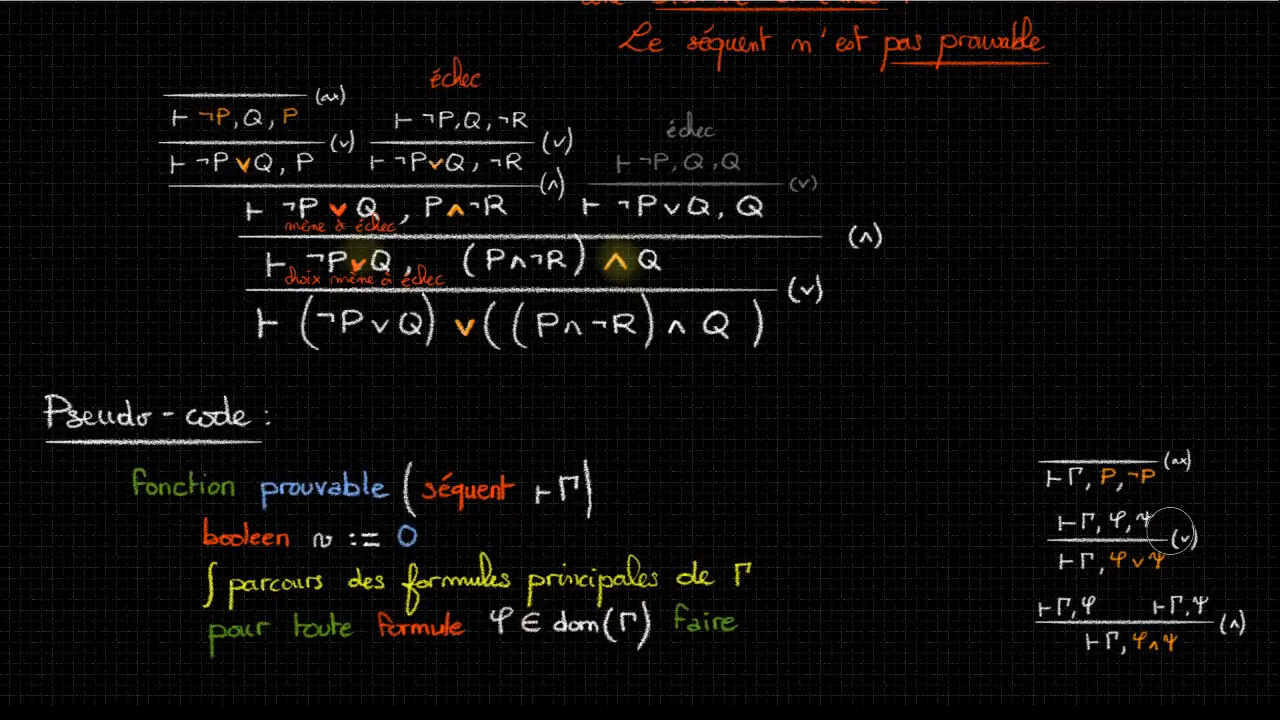 Le séquent n'est pas prouvable
échec
(ax)
⊢ ¬P, Q, P
⊢ ¬P, Q, ¬R
échec
(∨)
(∨)
⊢ ¬P ∨ Q, P
⊢ ¬P ∨ Q, ¬R
⊢ ¬P, Q, Q
(∧)
(∨)
⊢ ¬P ∨ Q, P ∧ ¬R
⊢ ¬P ∨ Q, Q
mène à échec
(∧)
⊢ ¬P ∨ Q, (P ∧ ¬R) ∧ Q
choix mène à échec
(∨)
⊢ (¬P ∨ Q) ∨ ((P ∧ ¬R) ∧ Q)
Pseudo-code :
fonction prouvable (séquent ⊢ Γ)
booleen r := 0
∫ parcours des formules principales de Γ
pour toute formule φ ∈ dom(Γ) faire
(ax)
⊢ Γ, P, ¬P
⊢ Γ, φ, ψ
(∨)
⊢ Γ, φ ∨ ψ
⊢ Γ, φ ⊢ Γ, ψ
(∧)
⊢ Γ, φ ∧ ψ